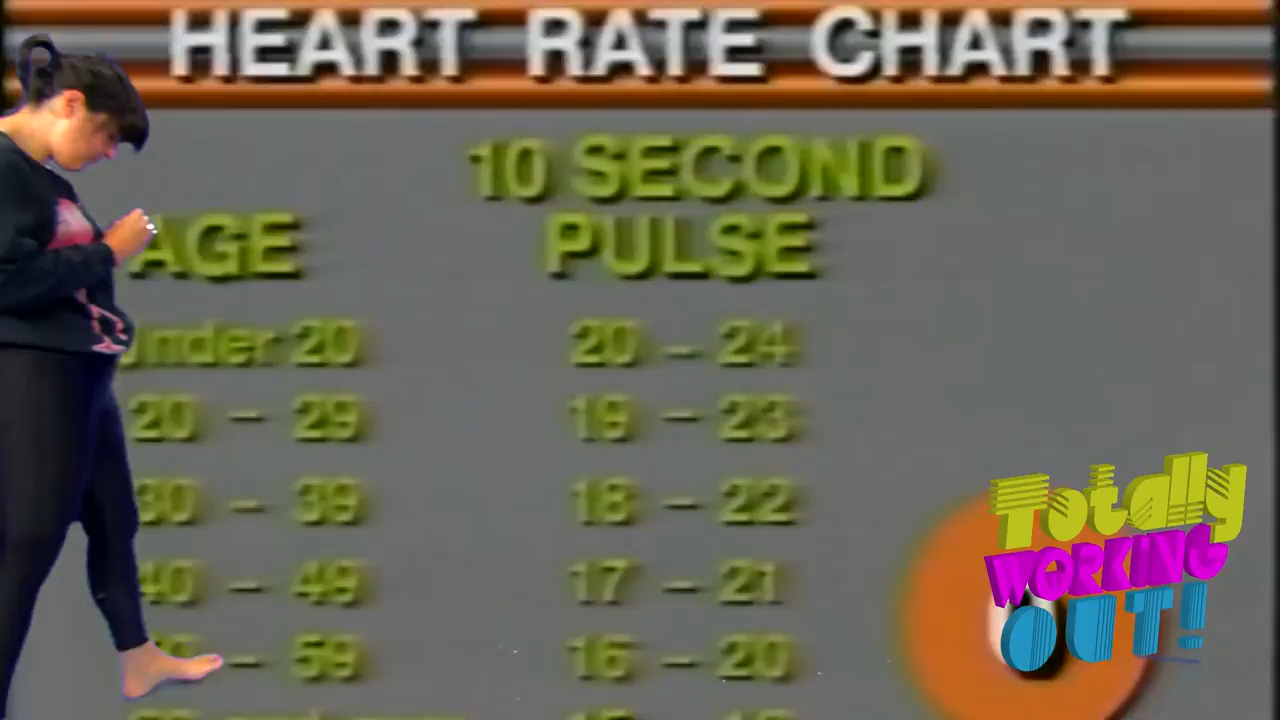 HEART RATE CHART
10 SECOND
AGE PULSE
Under 20 20 - 24
20 - 29 19 - 23
30 - 39 18 - 22
40 - 49 17 - 21
- 59 16 - 20
Totally
WORKING
OUT!